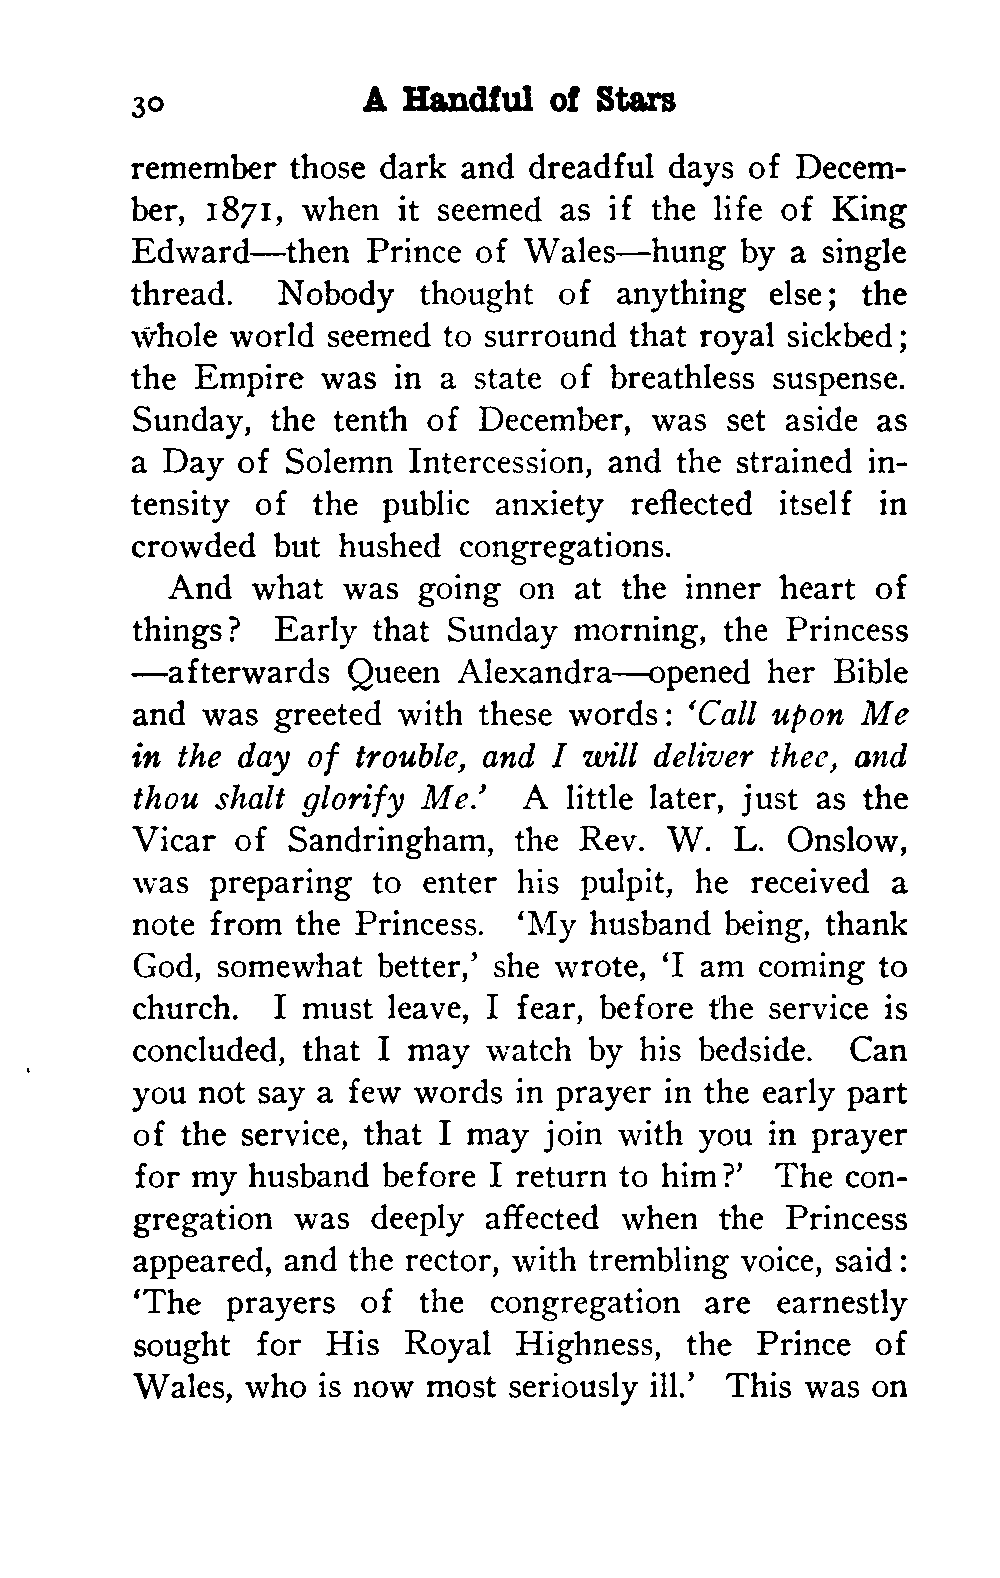 30 A Handful of Stars
remember those dark and dreadful days of Decem-
ber, 1871, when it seemed as if the life of King
Edward—then Prince of Wales—hung by a single
thread. Nobody thought of anything else; the
whole world seemed to surround that royal sickbed;
the Empire was in a state of breathless suspense.
Sunday, the tenth of December, was set aside as
a Day of Solemn Intercession, and the strained in-
tensity of the public anxiety reflected itself in
crowded but hushed congregations.
And what was going on at the inner heart of
things? Early that Sunday morning, the Princess
—afterwards Queen Alexandra—opened her Bible
and was greeted with these words: ‘Call upon Me
in the day of trouble, and I will deliver thee, and
thou shalt glorify Me.’ A little later, just as the
Vicar of Sandringham, the Rev. W. L. Onslow,
was preparing to enter his pulpit, he received a
note from the Princess. ‘My husband being, thank
God, somewhat better,’ she wrote, ‘I am coming to
church. I must leave, I fear, before the service is
concluded, that I may watch by his bedside. Can
you not say a few words in prayer in the early part
of the service, that I may join with you in prayer
for my husband before I return to him?’ The con-
gregation was deeply affected when the Princess
appeared, and the rector, with trembling voice, said:
‘The prayers of the congregation are earnestly
sought for His Royal Highness, the Prince of
Wales, who is now most seriously ill.’ This was on